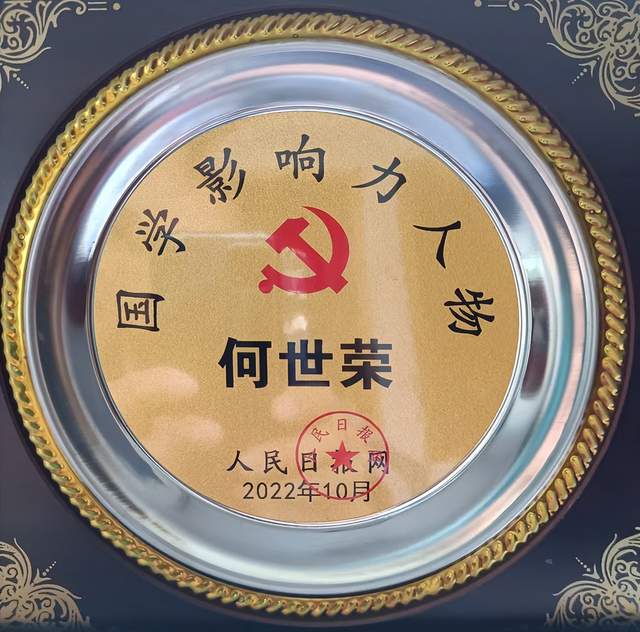 国学影响力人物
何世荣
人民日报网
2022年10月
民日报